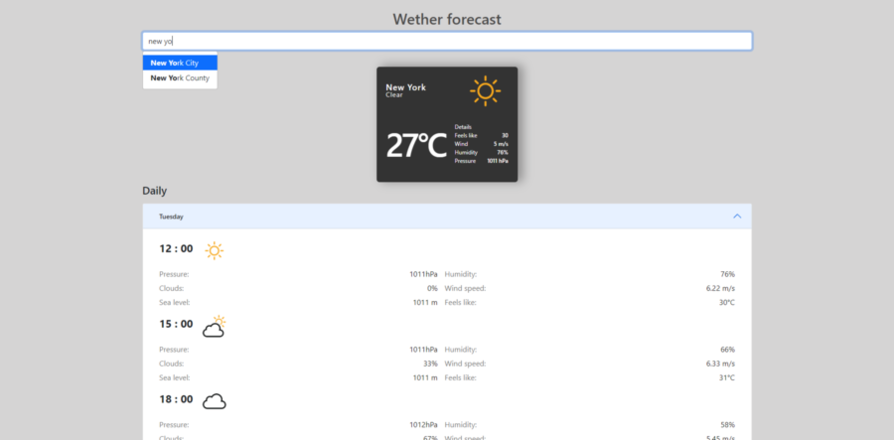 Wether forecast
new yo
New York City
New York County
New York
Clear
27°C
Details
Feels like 30
Wind 5 m/s
Humidity 76%
Pressure 1011 hPa
Daily
Tuesday
12 : 00
Pressure: 1011hPa Humidity: 76%
Clouds: 0% Wind speed: 6.22 m/s
Sea level: 1011 m Feels like: 30°C
15 : 00
Pressure: 1011hPa Humidity: 66%
Clouds: 33% Wind speed: 6.33 m/s
Sea level: 1011 m Feels like: 31°C
18 : 00
Pressure: 1012hPa Humidity: 58%
Clouds: 67% Wind speed: 5.45 m/s